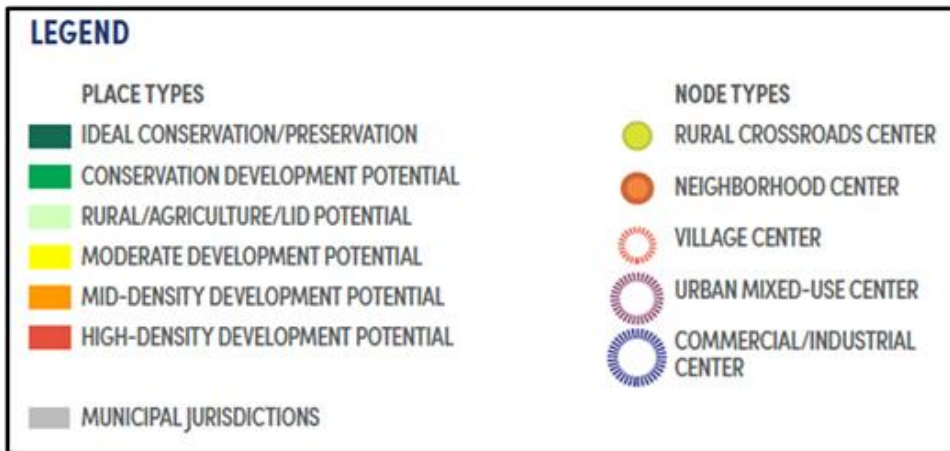 LEGEND
PLACE TYPES
IDEAL CONSERVATION/PRESERVATION
CONSERVATION DEVELOPMENT POTENTIAL
RURAL/AGRICULTURE/LID POTENTIAL
MODERATE DEVELOPMENT POTENTIAL
MID-DENSITY DEVELOPMENT POTENTIAL
HIGH-DENSITY DEVELOPMENT POTENTIAL
MUNICIPAL JURISDICTIONS
NODE TYPES
RURAL CROSSROADS CENTER
NEIGHBORHOOD CENTER
VILLAGE CENTER
URBAN MIXED-USE CENTER
COMMERCIAL/INDUSTRIAL
CENTER